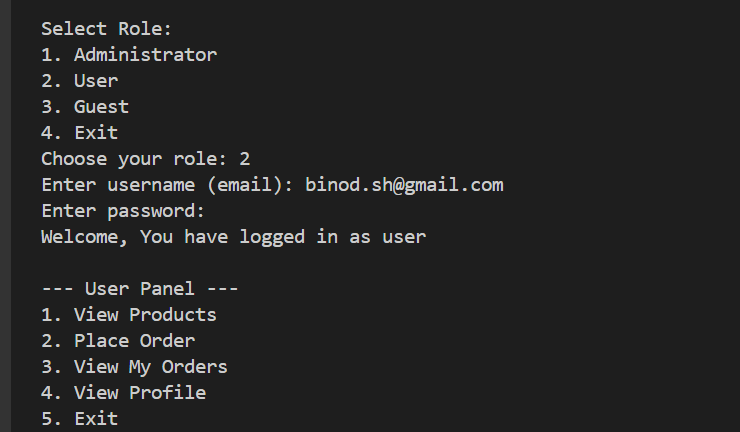 Select Role:
1. Administrator
2. User
3. Guest
4. Exit
Choose your role: 2
Enter username (email): binod.sh@gmail.com
Enter password:
Welcome, You have logged in as user
--- User Panel ---
1. View Products
2. Place Order
3. View My Orders
4. View Profile
5. Exit